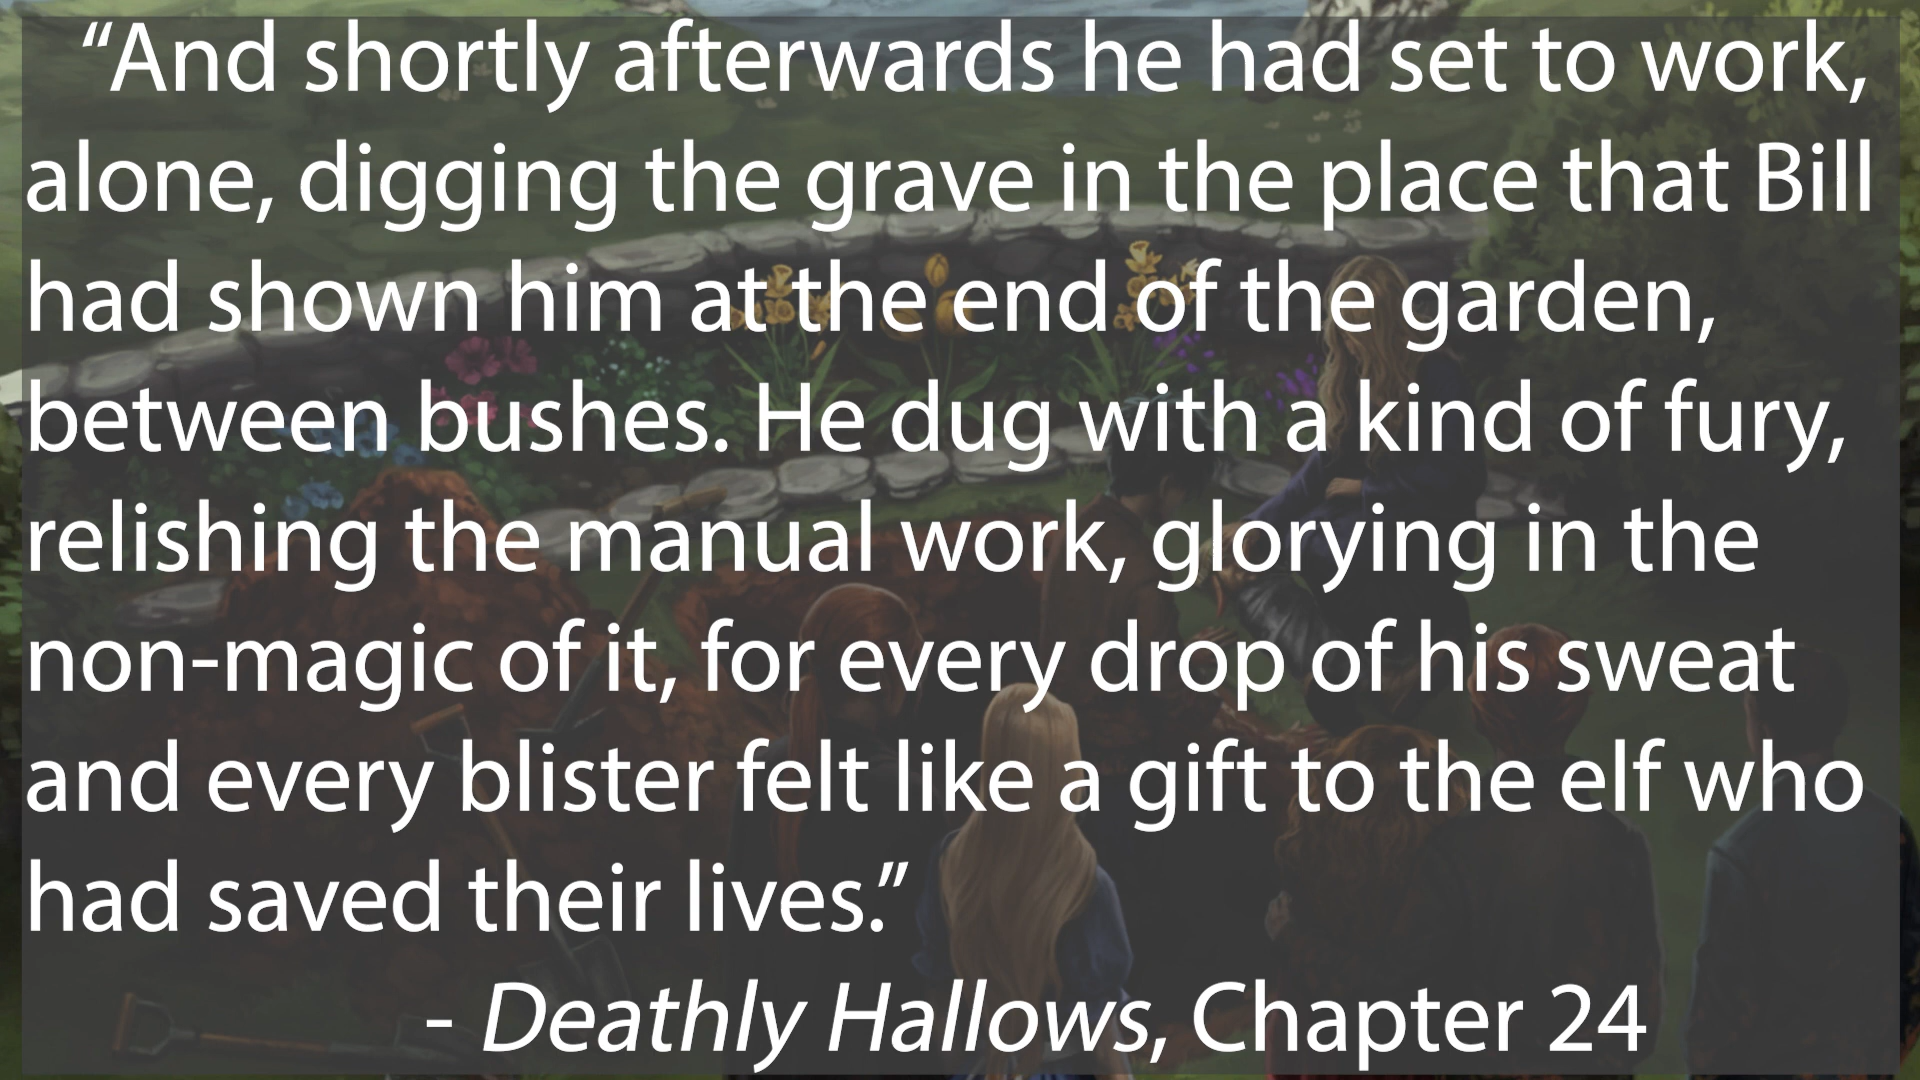 “And shortly afterwards he had set to work,
alone, digging the grave in the place that Bill
had shown him at the end of the garden,
between bushes. He dug with a kind of fury,
relishing the manual work, glorying in the
non-magic of it, for every drop of his sweat
and every blister felt like a gift to the elf who
had saved their lives.”
- Deathly Hallows, Chapter 24